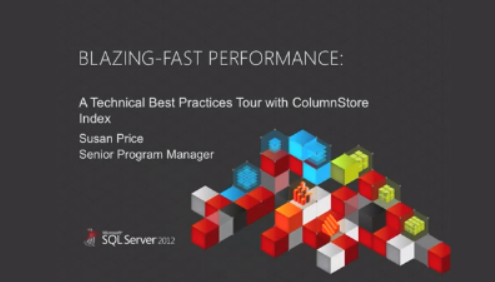 BLAZING-FAST PERFORMANCE:
A Technical Best Practices Tour with ColumnStore
Index
Susan Price
Senior Program Manager
Microsoft
SQL Server 2012